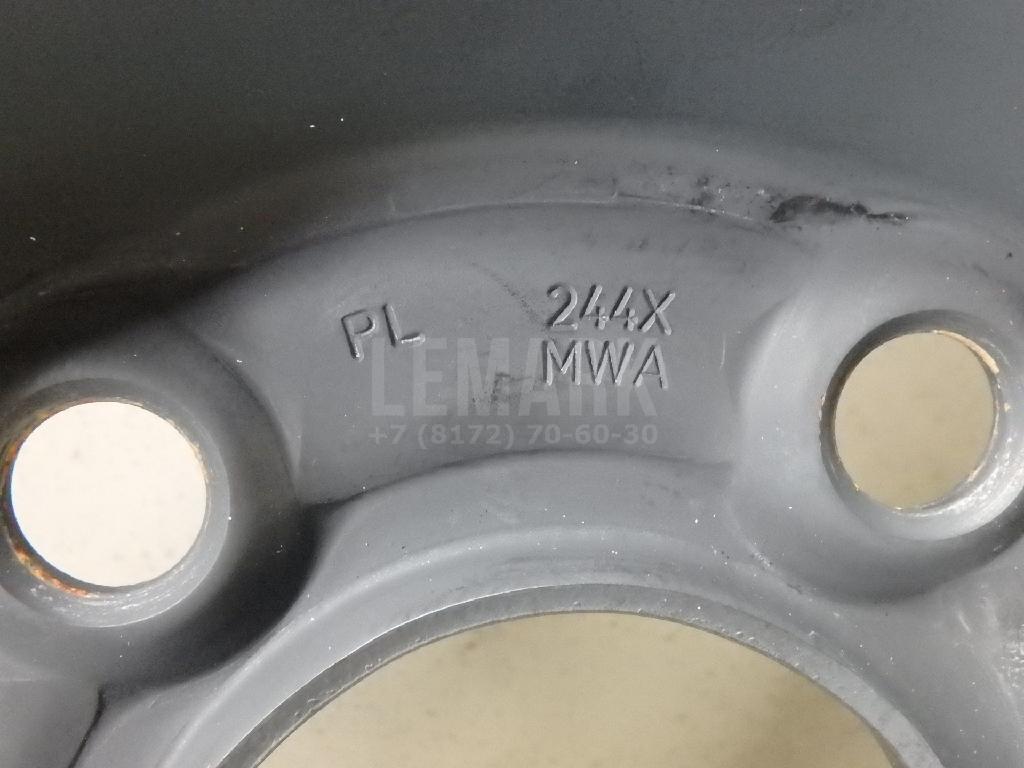 PL
244X
MWA
LEMARK
+7 (8172) 70-60-30